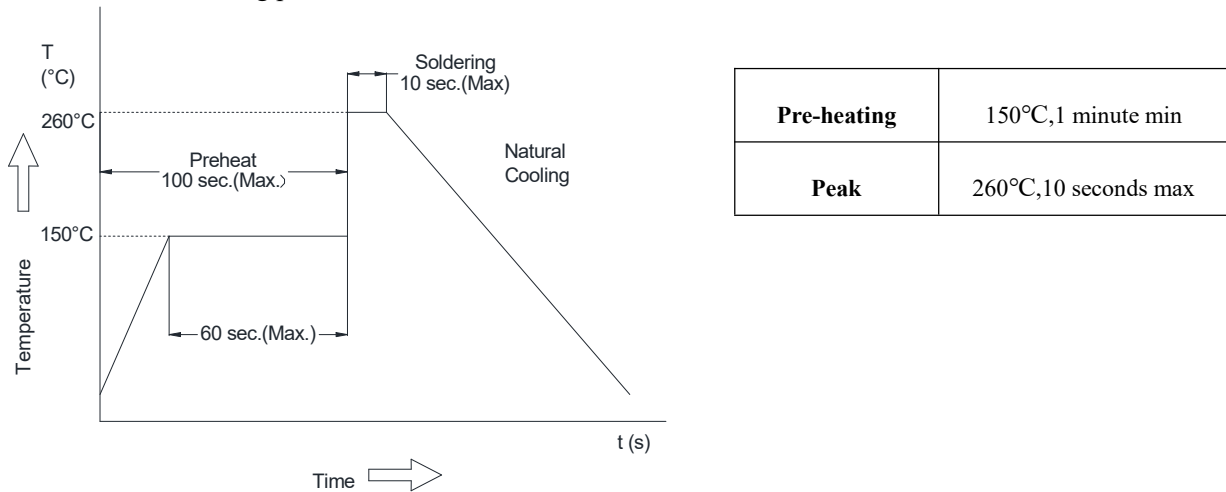 T
(°C)
Soldering
10 sec.(Max)
260°C
Preheat
100 sec.(Max.)
Natural
Cooling
150°C
60 sec.(Max.)
Temperature
t (s)
Time
Pre-heating 150℃,1 minute min
Peak 260℃,10 seconds max